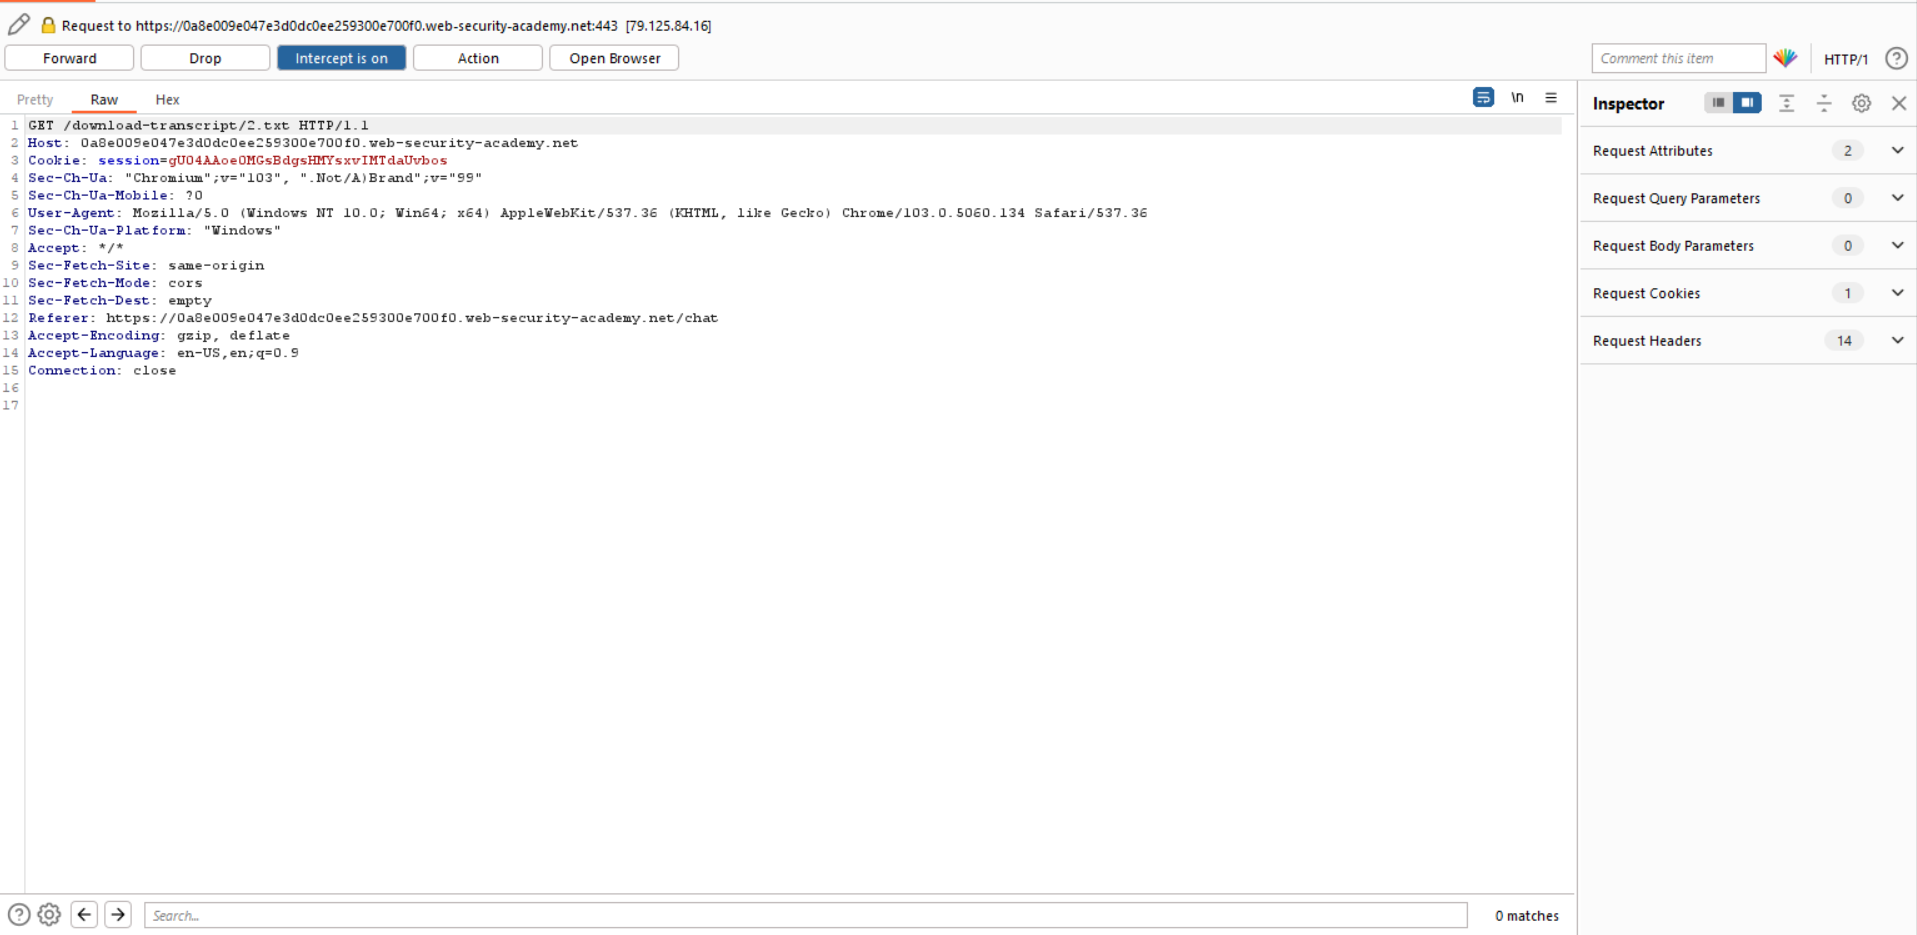 Request to https://0a8e009e047e3d0dc0ee259300e700f0.web-security-academy.net:443 [79.125.84.16]
Forward Drop Intercept is on Action Open Browser Comment this item HTTP/1 ?
Pretty Raw Hex \n
Inspector
1 GET /download-transcript/2.txt HTTP/1.1
2 Host: 0a8e009e047e3d0dc0ee259300e700f0.web-security-academy.net
3 Cookie: session=gUO4AAoeOMGsBdgsHMYsxvIMTdaUvbos
4 Sec-Ch-Ua: "Chromium";v="103", ".Not/A)Brand";v="99"
5 Sec-Ch-Ua-Mobile: ?0
6 User-Agent: Mozilla/5.0 (Windows NT 10.0; Win64; x64) AppleWebKit/537.36 (KHTML, like Gecko) Chrome/103.0.5060.134 Safari/537.36
7 Sec-Ch-Ua-Platform: "Windows"
8 Accept: */*
9 Sec-Fetch-Site: same-origin
10 Sec-Fetch-Mode: cors
11 Sec-Fetch-Dest: empty
12 Referer: https://0a8e009e047e3d0dc0ee259300e700f0.web-security-academy.net/chat
13 Accept-Encoding: gzip, deflate
14 Accept-Language: en-US,en;q=0.9
15 Connection: close
16
17
Request Attributes 2
Request Query Parameters 0
Request Body Parameters 0
Request Cookies 1
Request Headers 14
? Search... 0 matches